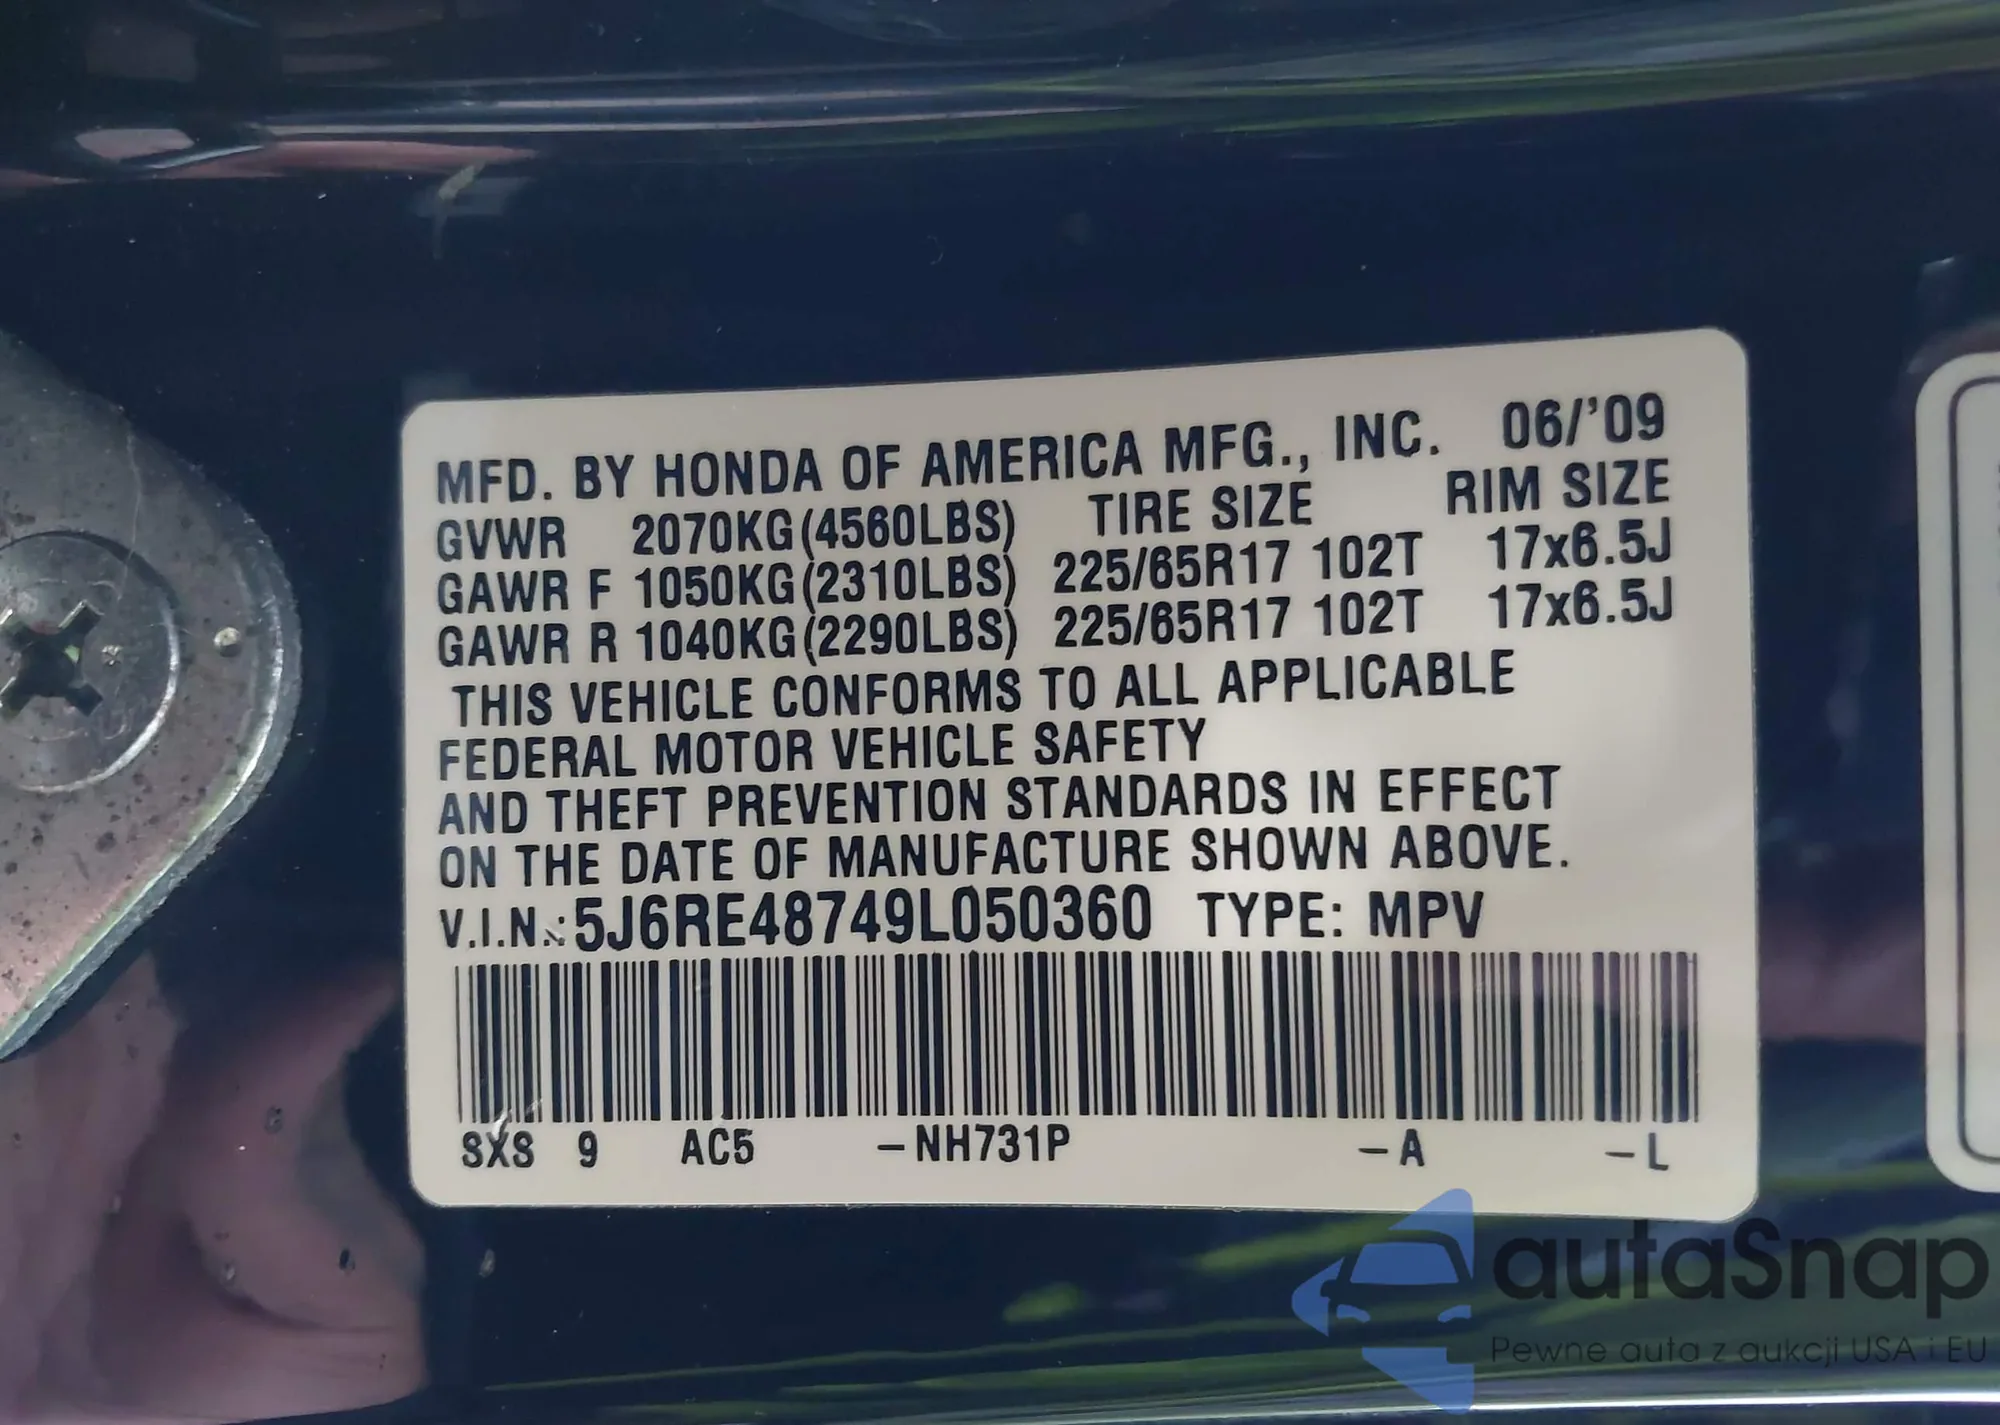 MFD. BY HONDA OF AMERICA MFG., INC. 06/'09
GVWR 2070KG(4560LBS) TIRE SIZE RIM SIZE
GAWR F 1050KG(2310LBS) 225/65R17 102T 17x6.5J
GAWR R 1040KG(2290LBS) 225/65R17 102T 17x6.5J
THIS VEHICLE CONFORMS TO ALL APPLICABLE
FEDERAL MOTOR VEHICLE SAFETY
AND THEFT PREVENTION STANDARDS IN EFFECT
ON THE DATE OF MANUFACTURE SHOWN ABOVE.
V.I.N.:5J6RE48749L050360 TYPE: MPV
SXS 9 AC5 -NH731P -A -L
autaSnap
Pewne auta z aukcji USA i EU